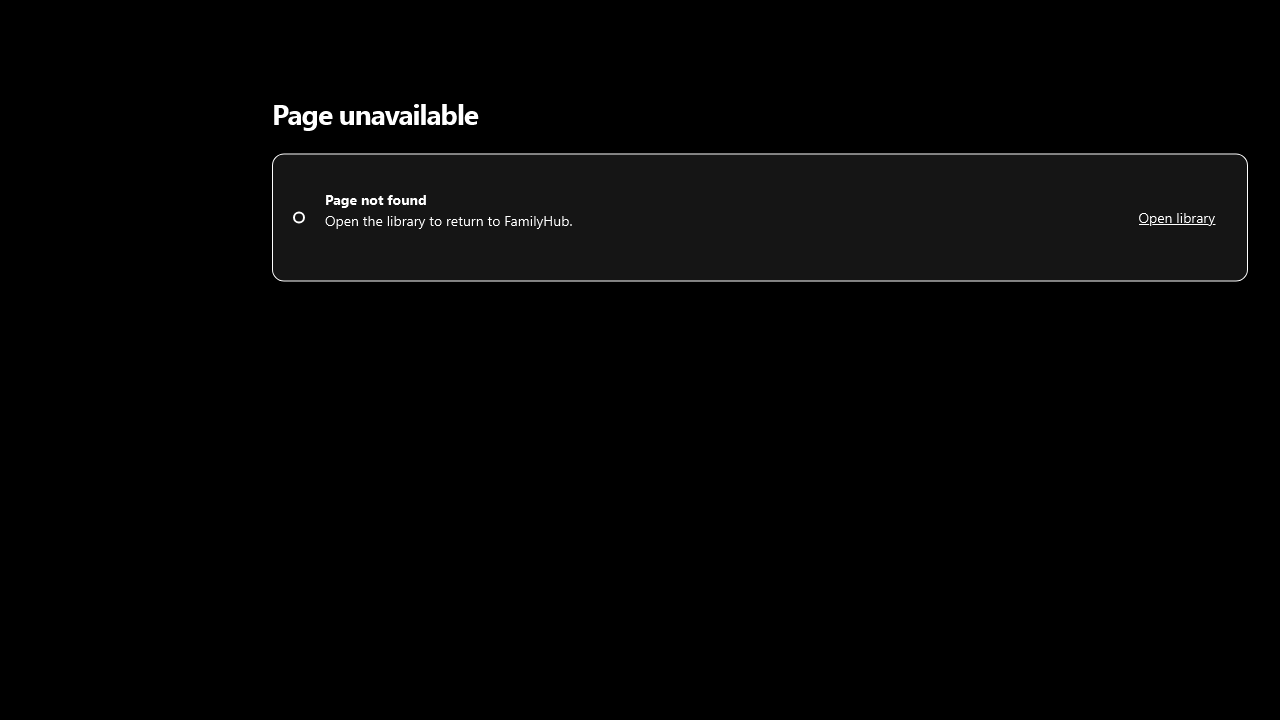 Page unavailable
Page not found
Open the library to return to FamilyHub.
Open library